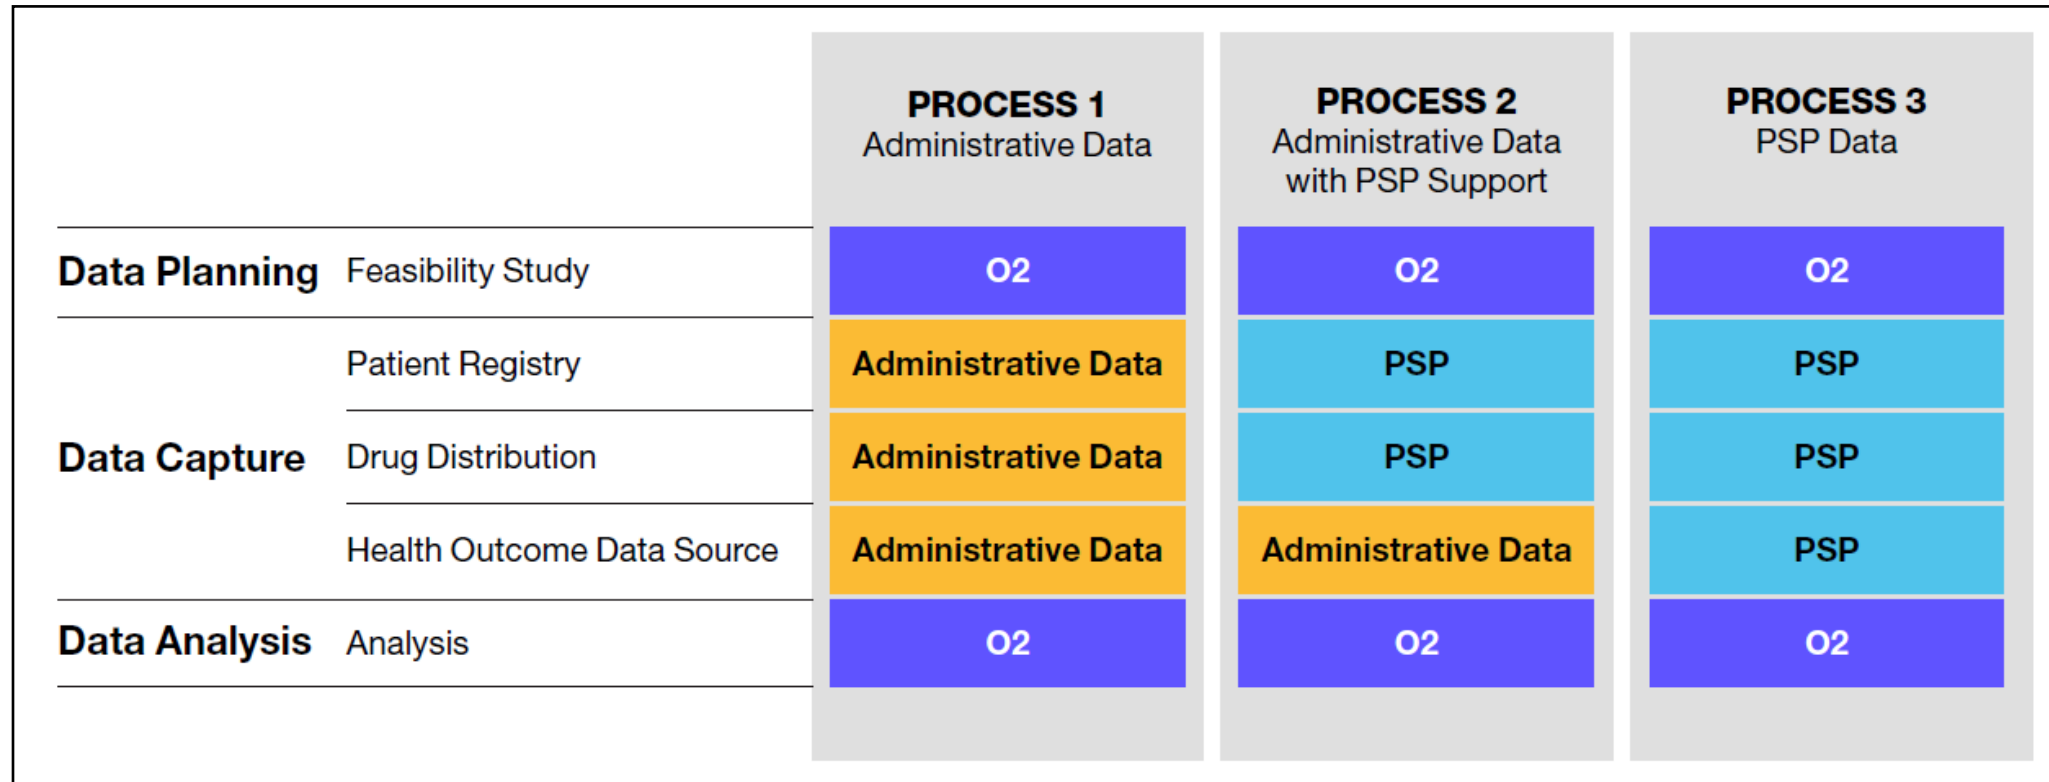 PROCESS 1
Administrative Data
PROCESS 2
Administrative Data
with PSP Support
PROCESS 3
PSP Data
Data Planning Feasibility Study O2 O2 O2
Patient Registry Administrative Data PSP PSP
Data Capture Drug Distribution Administrative Data PSP PSP
Health Outcome Data Source Administrative Data Administrative Data PSP
Data Analysis Analysis O2 O2 O2